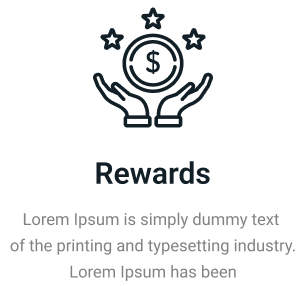 $
Rewards
Lorem Ipsum is simply dummy text
of the printing and typesetting industry.
Lorem Ipsum has been